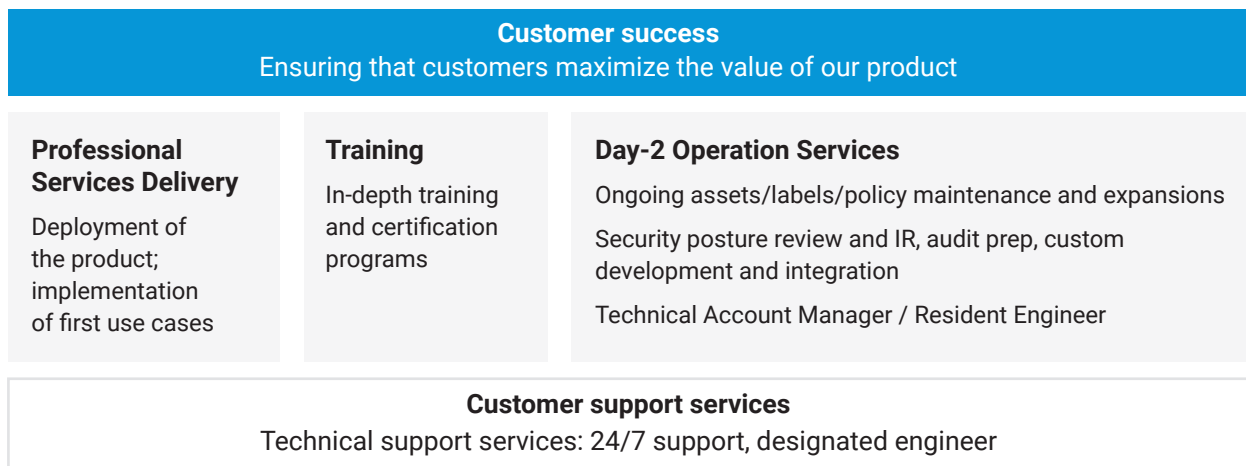 Customer success
Ensuring that customers maximize the value of our product
Professional
Services Delivery
Deployment of
the product;
implementation
of first use cases
Training
In-depth training
and certification
programs
Day-2 Operation Services
Ongoing assets/labels/policy maintenance and expansions
Security posture review and IR, audit prep, custom
development and integration
Technical Account Manager / Resident Engineer
Customer support services
Technical support services: 24/7 support, designated engineer